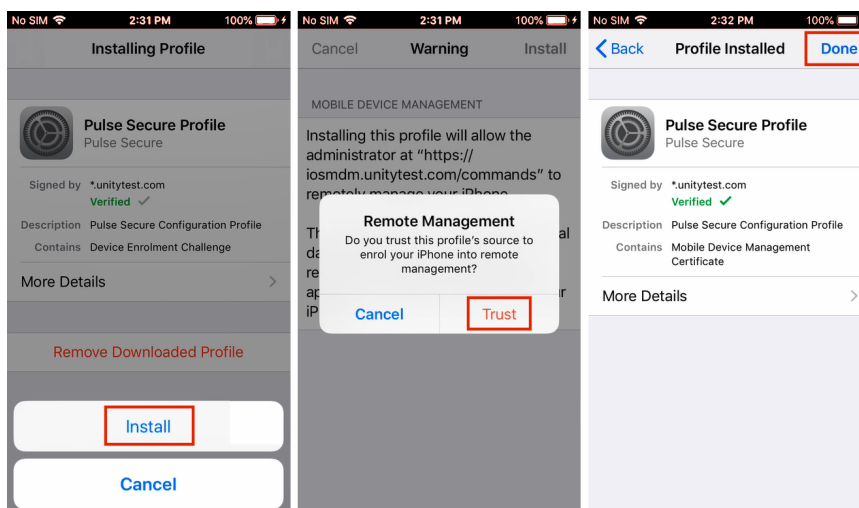 No SIM 2:31 PM 100%
Installing Profile
Pulse Secure Profile
Pulse Secure
Signed by *.unitytest.com
Verified ✓
Description Pulse Secure Configuration Profile
Contains Device Enrolment Challenge
More Details
Remove Downloaded Profile
Install
Cancel
No SIM 2:31 PM 100%
Cancel Warning Install
MOBILE DEVICE MANAGEMENT
Installing this profile will allow the
administrator at “https://
iosmdm.unitytest.com/commands” to
remotely manage your iPhone.
Remote Management
Do you trust this profile’s source to
enrol your iPhone into remote
management?
Cancel Trust
No SIM 2:32 PM 100%
Back Profile Installed Done
Pulse Secure Profile
Pulse Secure
Signed by *.unitytest.com
Verified ✓
Description Pulse Secure Configuration Profile
Contains Mobile Device Management
Certificate
More Details